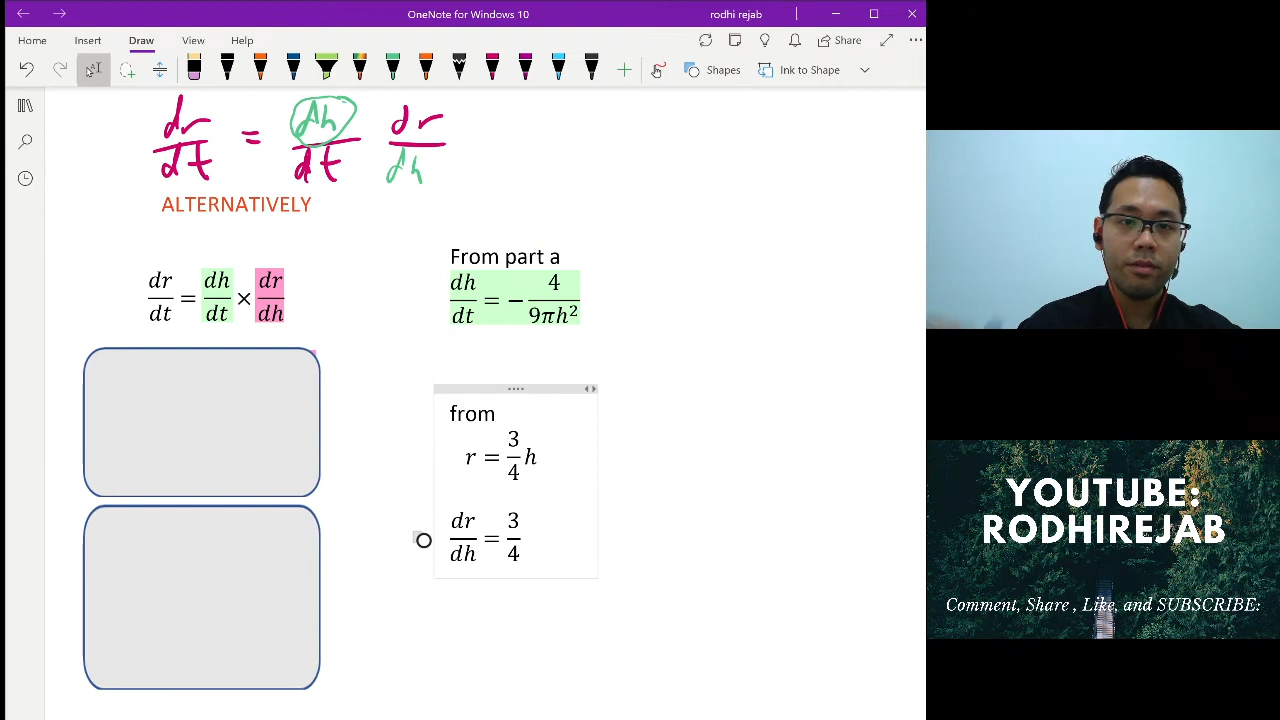 OneNote for Windows 10
rodhi rejab
Home Insert Draw View Help
Share
Shapes
Ink to Shape
dr/dt = dh/dt dr/dh
ALTERNATIVELY
dr/dt = dh/dt × dr/dh
From part a
dh/dt = − 4/9πh²
from
r = 3/4 h
dr/dh = 3/4
YOUTUBE:
RODHIREJAB
Comment, Share , Like, and SUBSCRIBE: